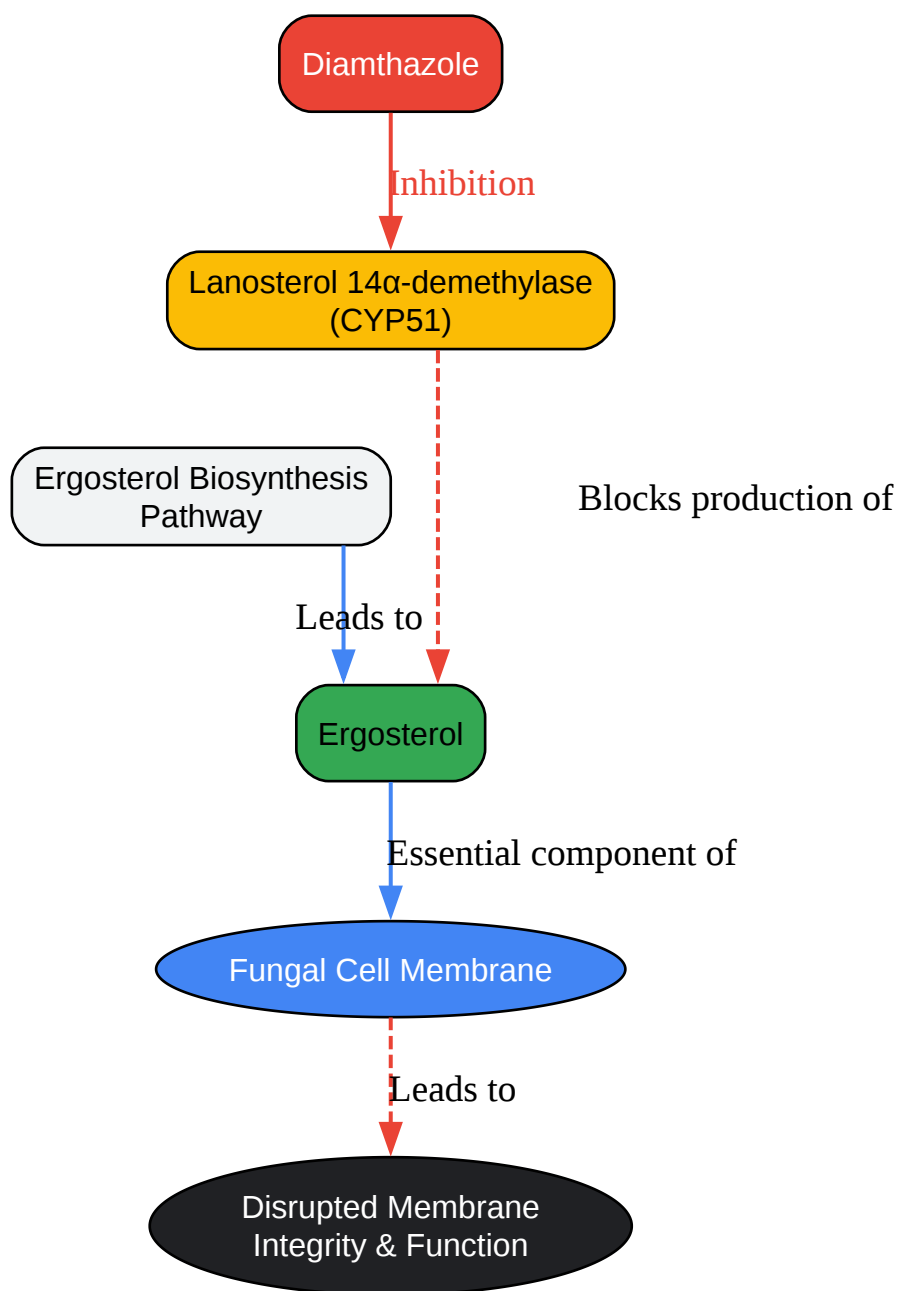 Diamthazole
Inhibition
Lanosterol 14α-demethylase
(CYP51)
Ergosterol Biosynthesis
Pathway
Blocks production of
Leads to
Ergosterol
Essential component of
Fungal Cell Membrane
Leads to
Disrupted Membrane
Integrity & Function